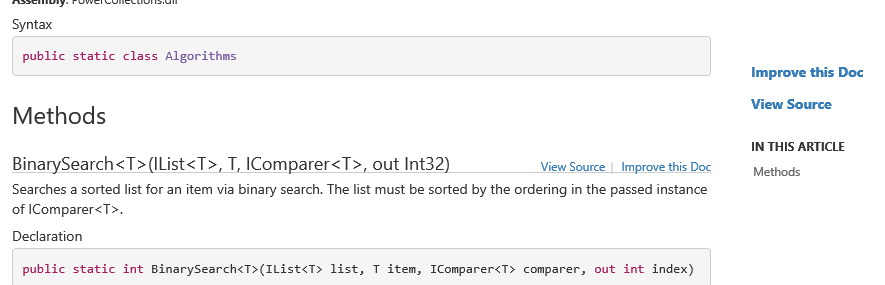 Assembly: PowerCollections.dll
Syntax
public static class Algorithms
Improve this Doc
View Source
Methods
IN THIS ARTICLE
Methods
BinarySearch<T>(IList<T>, T, IComparer<T>, out Int32)
View Source | Improve this Doc
Searches a sorted list for an item via binary search. The list must be sorted by the ordering in the passed instance
of IComparer<T>.
Declaration
public static int BinarySearch<T>(IList<T> list, T item, IComparer<T> comparer, out int index)